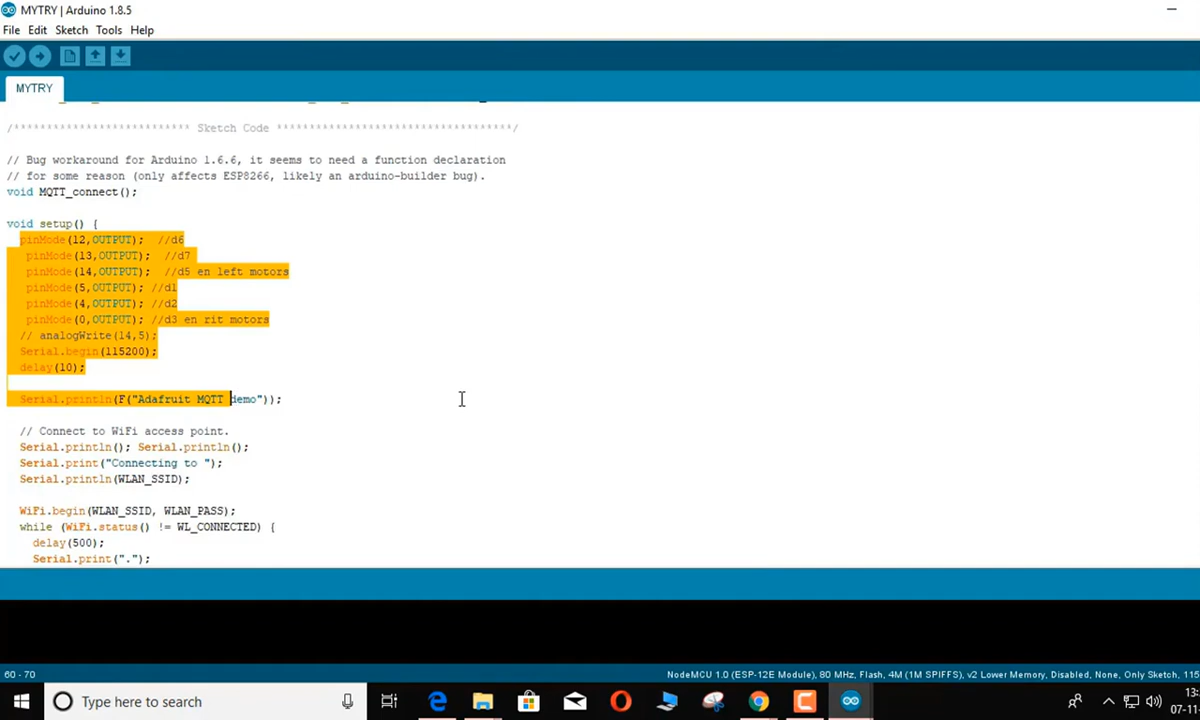 MYTRY | Arduino 1.8.5
File Edit Sketch Tools Help
MYTRY
/*************************** Sketch Code ************************************/
// Bug workaround for Arduino 1.6.6, it seems to need a function declaration
// for some reason (only affects ESP8266, likely an arduino-builder bug).
void MQTT_connect();
void setup() {
pinMode(12,OUTPUT); //d6
pinMode(13,OUTPUT); //d7
pinMode(14,OUTPUT); //d5 en left motors
pinMode(5,OUTPUT); //d1
pinMode(4,OUTPUT); //d2
pinMode(0,OUTPUT); //d3 en rit motors
// analogWrite(14,5);
Serial.begin(115200);
delay(10);
Serial.println(F("Adafruit MQTT demo"));
// Connect to WiFi access point.
Serial.println(); Serial.println();
Serial.print("Connecting to ");
Serial.println(WLAN_SSID);
WiFi.begin(WLAN_SSID, WLAN_PASS);
while (WiFi.status() != WL_CONNECTED) {
delay(500);
Serial.print(".");
60 - 70
NodeMCU 1.0 (ESP-12E Module), 80 MHz, Flash, 4M (1M SPIFFS), v2 Lower Memory, Disabled, None, Only Sketch, 115
Type here to search
13:
07-11